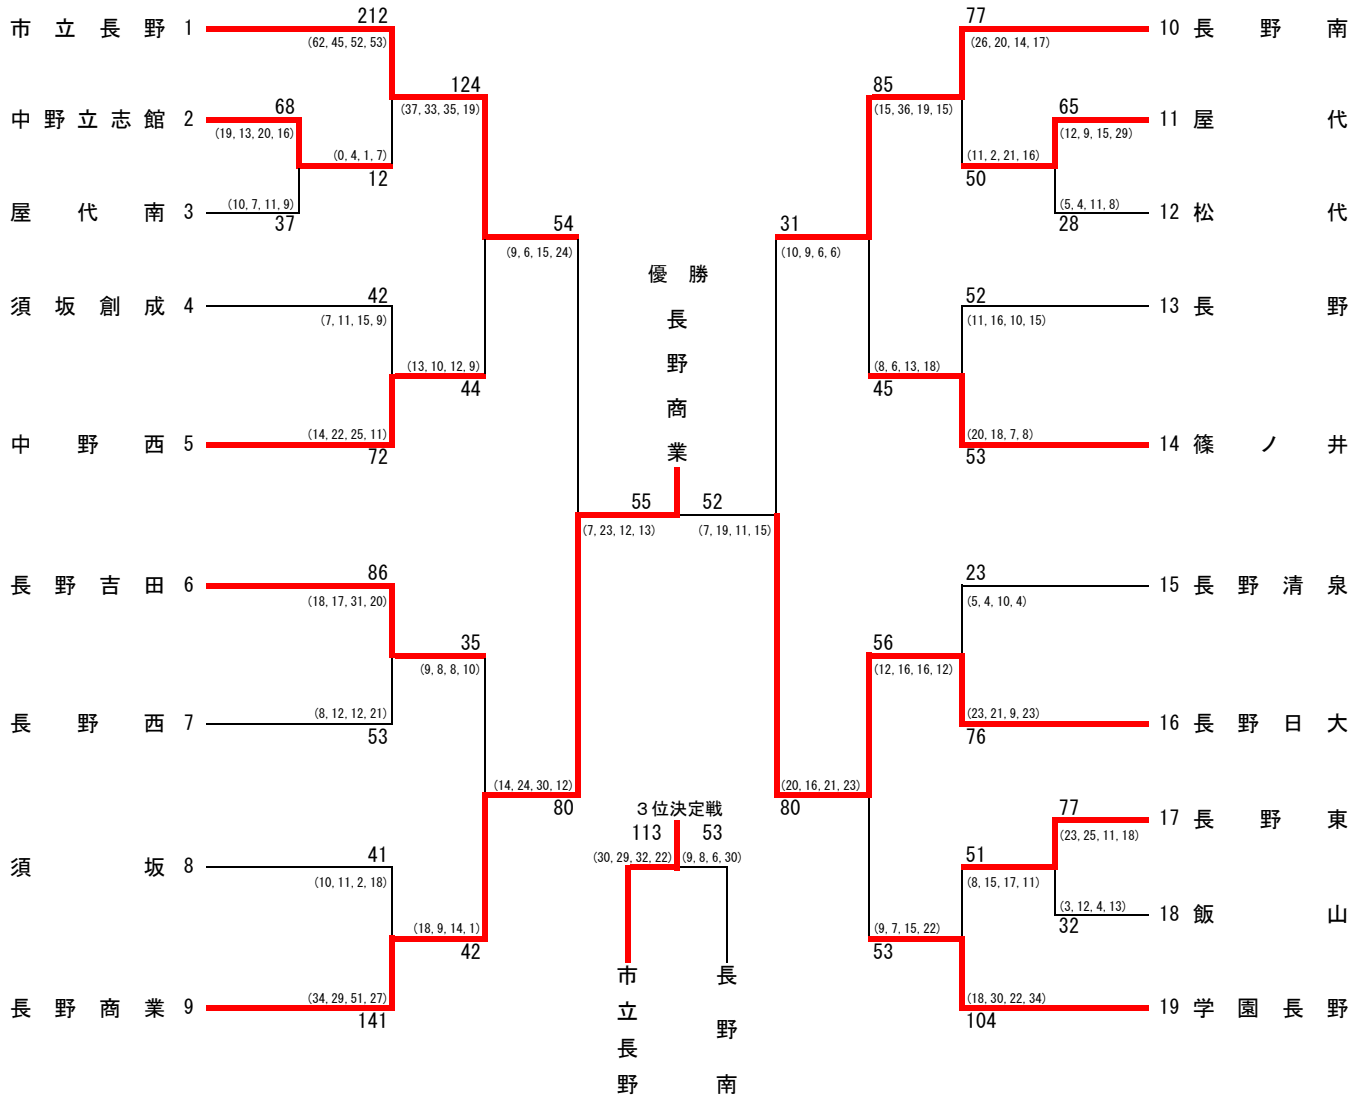 市立長野 1
212
(62, 45, 52, 53)
中野立志館 2
68
(19, 13, 20, 16)
屋代南 3
(10, 7, 11, 9)
37
(0, 4, 1, 7)
12
124
(37, 33, 35, 19)
須坂創成 4
42
(7, 11, 15, 9)
中野西 5
(14, 22, 25, 11)
72
(13, 10, 12, 9)
44
54
(9, 6, 15, 24)
長野吉田 6
86
(18, 17, 31, 20)
長野西 7
(8, 12, 12, 21)
53
35
(9, 8, 8, 10)
須坂 8
41
(10, 11, 2, 18)
長野商業 9
(34, 29, 51, 27)
141
(18, 9, 14, 1)
42
(14, 24, 30, 12)
80
優勝
長野商業
55
(7, 23, 12, 13)
52
(7, 19, 11, 15)
3位決定戦
113
53
(30, 29, 32, 22)
(9, 8, 6, 30)
市立長野
長野南
77
(26, 20, 14, 17)
10 長野南
65
(12, 9, 15, 29)
11 屋代
(5, 4, 11, 8)
28
12 松代
(11, 2, 21, 16)
50
85
(15, 36, 19, 15)
52
(11, 16, 10, 15)
13 長野
(20, 18, 7, 8)
53
14 篠ノ井
(8, 6, 13, 18)
45
31
(10, 9, 6, 6)
23
(5, 4, 10, 4)
15 長野清泉
(23, 21, 9, 23)
76
16 長野日大
56
(12, 16, 16, 12)
77
(23, 25, 11, 18)
17 長野東
(3, 12, 4, 13)
32
18 飯山
51
(8, 15, 17, 11)
(18, 30, 22, 34)
104
19 学園長野
(9, 7, 15, 22)
53
(20, 16, 21, 23)
80